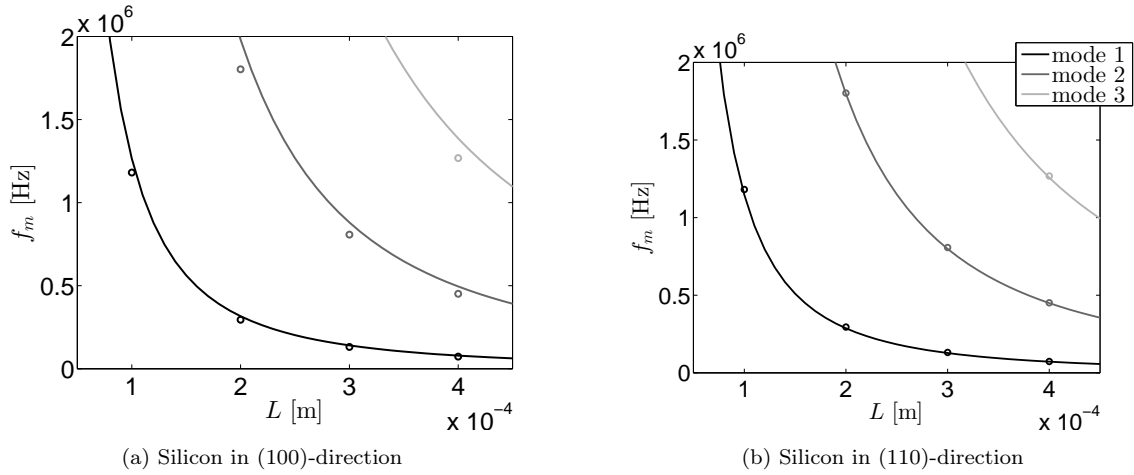 x 10^6
2
1.5
1
0.5
0
f_m [Hz]
1 2 3 4
L [m]
x 10^-4
(a) Silicon in (100)-direction
x 10^6
2
1.5
1
0.5
0
f_m [Hz]
mode 1
mode 2
mode 3
1 2 3 4
L [m]
x 10^-4
(b) Silicon in (110)-direction